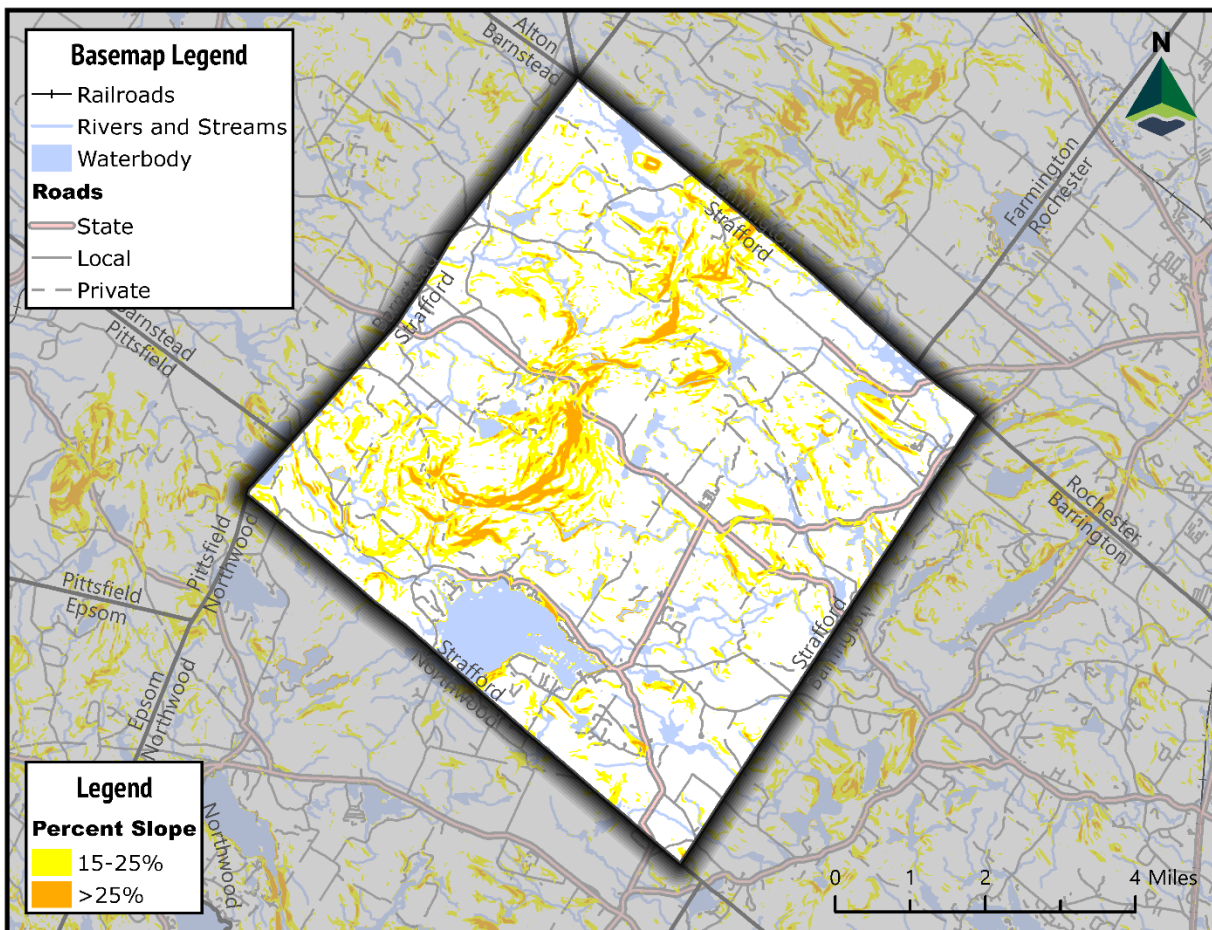 Basemap Legend
Railroads
Rivers and Streams
Waterbody
Roads
State
Local
Private
Alton
Barnstead
N
Farmington
Rochester
Strafford
Strafford
Barnstead
Pittsfield
Rochester
Barrington
Pittsfield
Northwood
Pittsfield
Epsom
Strafford
Northwood
Strafford
Barrington
Epsom
Northwood
Northwood
Legend
Percent Slope
15-25%
>25%
0 1 2 4 Miles